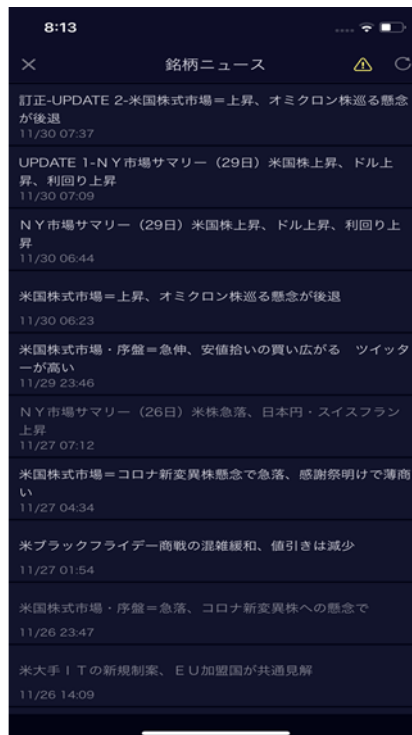 8:13
銘柄ニュース
訂正-UPDATE 2-米国株式市場＝上昇、オミクロン株巡る懸念
が後退
11/30 07:37
UPDATE 1-ＮＹ市場サマリー（29日）米国株上昇、ドル上
昇、利回り上昇
11/30 07:09
ＮＹ市場サマリー（29日）米国株上昇、ドル上昇、利回り上
昇
11/30 06:44
米国株式市場＝上昇、オミクロン株巡る懸念が後退
11/30 06:23
米国株式市場・序盤＝急伸、安値拾いの買い広がる　ツイッタ
ーが高い
11/29 23:46
ＮＹ市場サマリー（26日）米株急落、日本円・スイスフラン
上昇
11/27 07:12
米国株式市場＝コロナ新変異株懸念で急落、感謝祭明けで薄商
い
11/27 04:34
米ブラックフライデー商戦の混雑緩和、値引きは減少
11/27 01:54
米国株式市場・序盤＝急落、コロナ新変異株への懸念で
11/26 23:47
米大手ＩＴの新規制案、ＥＵ加盟国が共通見解
11/26 14:09